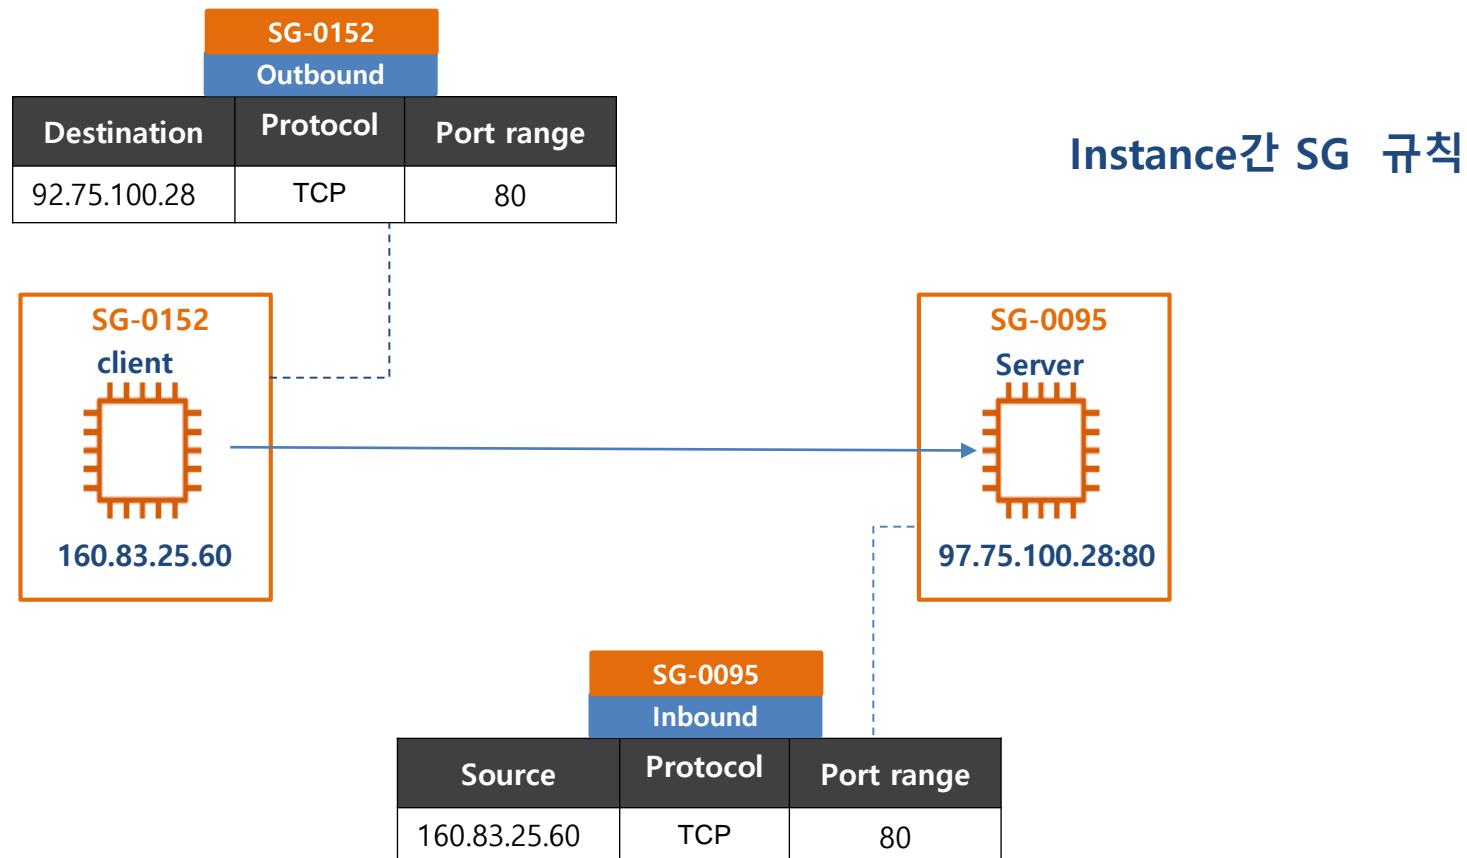 SG-0152
Outbound
Destination Protocol Port range
92.75.100.28 TCP 80
Instance간 SG 규칙
SG-0152
client
160.83.25.60
SG-0095
Server
97.75.100.28:80
SG-0095
Inbound
Source Protocol Port range
160.83.25.60 TCP 80